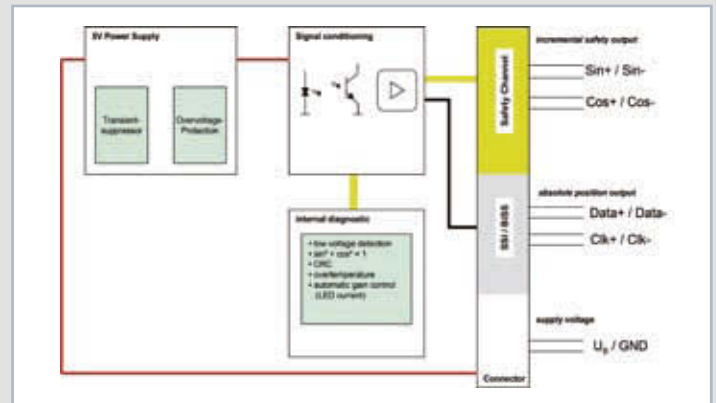 5V Power Supply
Transient-
suppressor
Overvoltage-
Protection
Signal conditioning
Internal diagnostic
• low voltage detection
• sin² + cos² = 1
• CRC
• overtemperature
• automatic gain control
(LED current)
Safety Channel
SSI / BISS
Connector
incremental safety output
Sin+ / Sin-
Cos+ / Cos-
absolute position output
Data+ / Data-
Clk+ / Clk-
supply voltage
U_B / GND